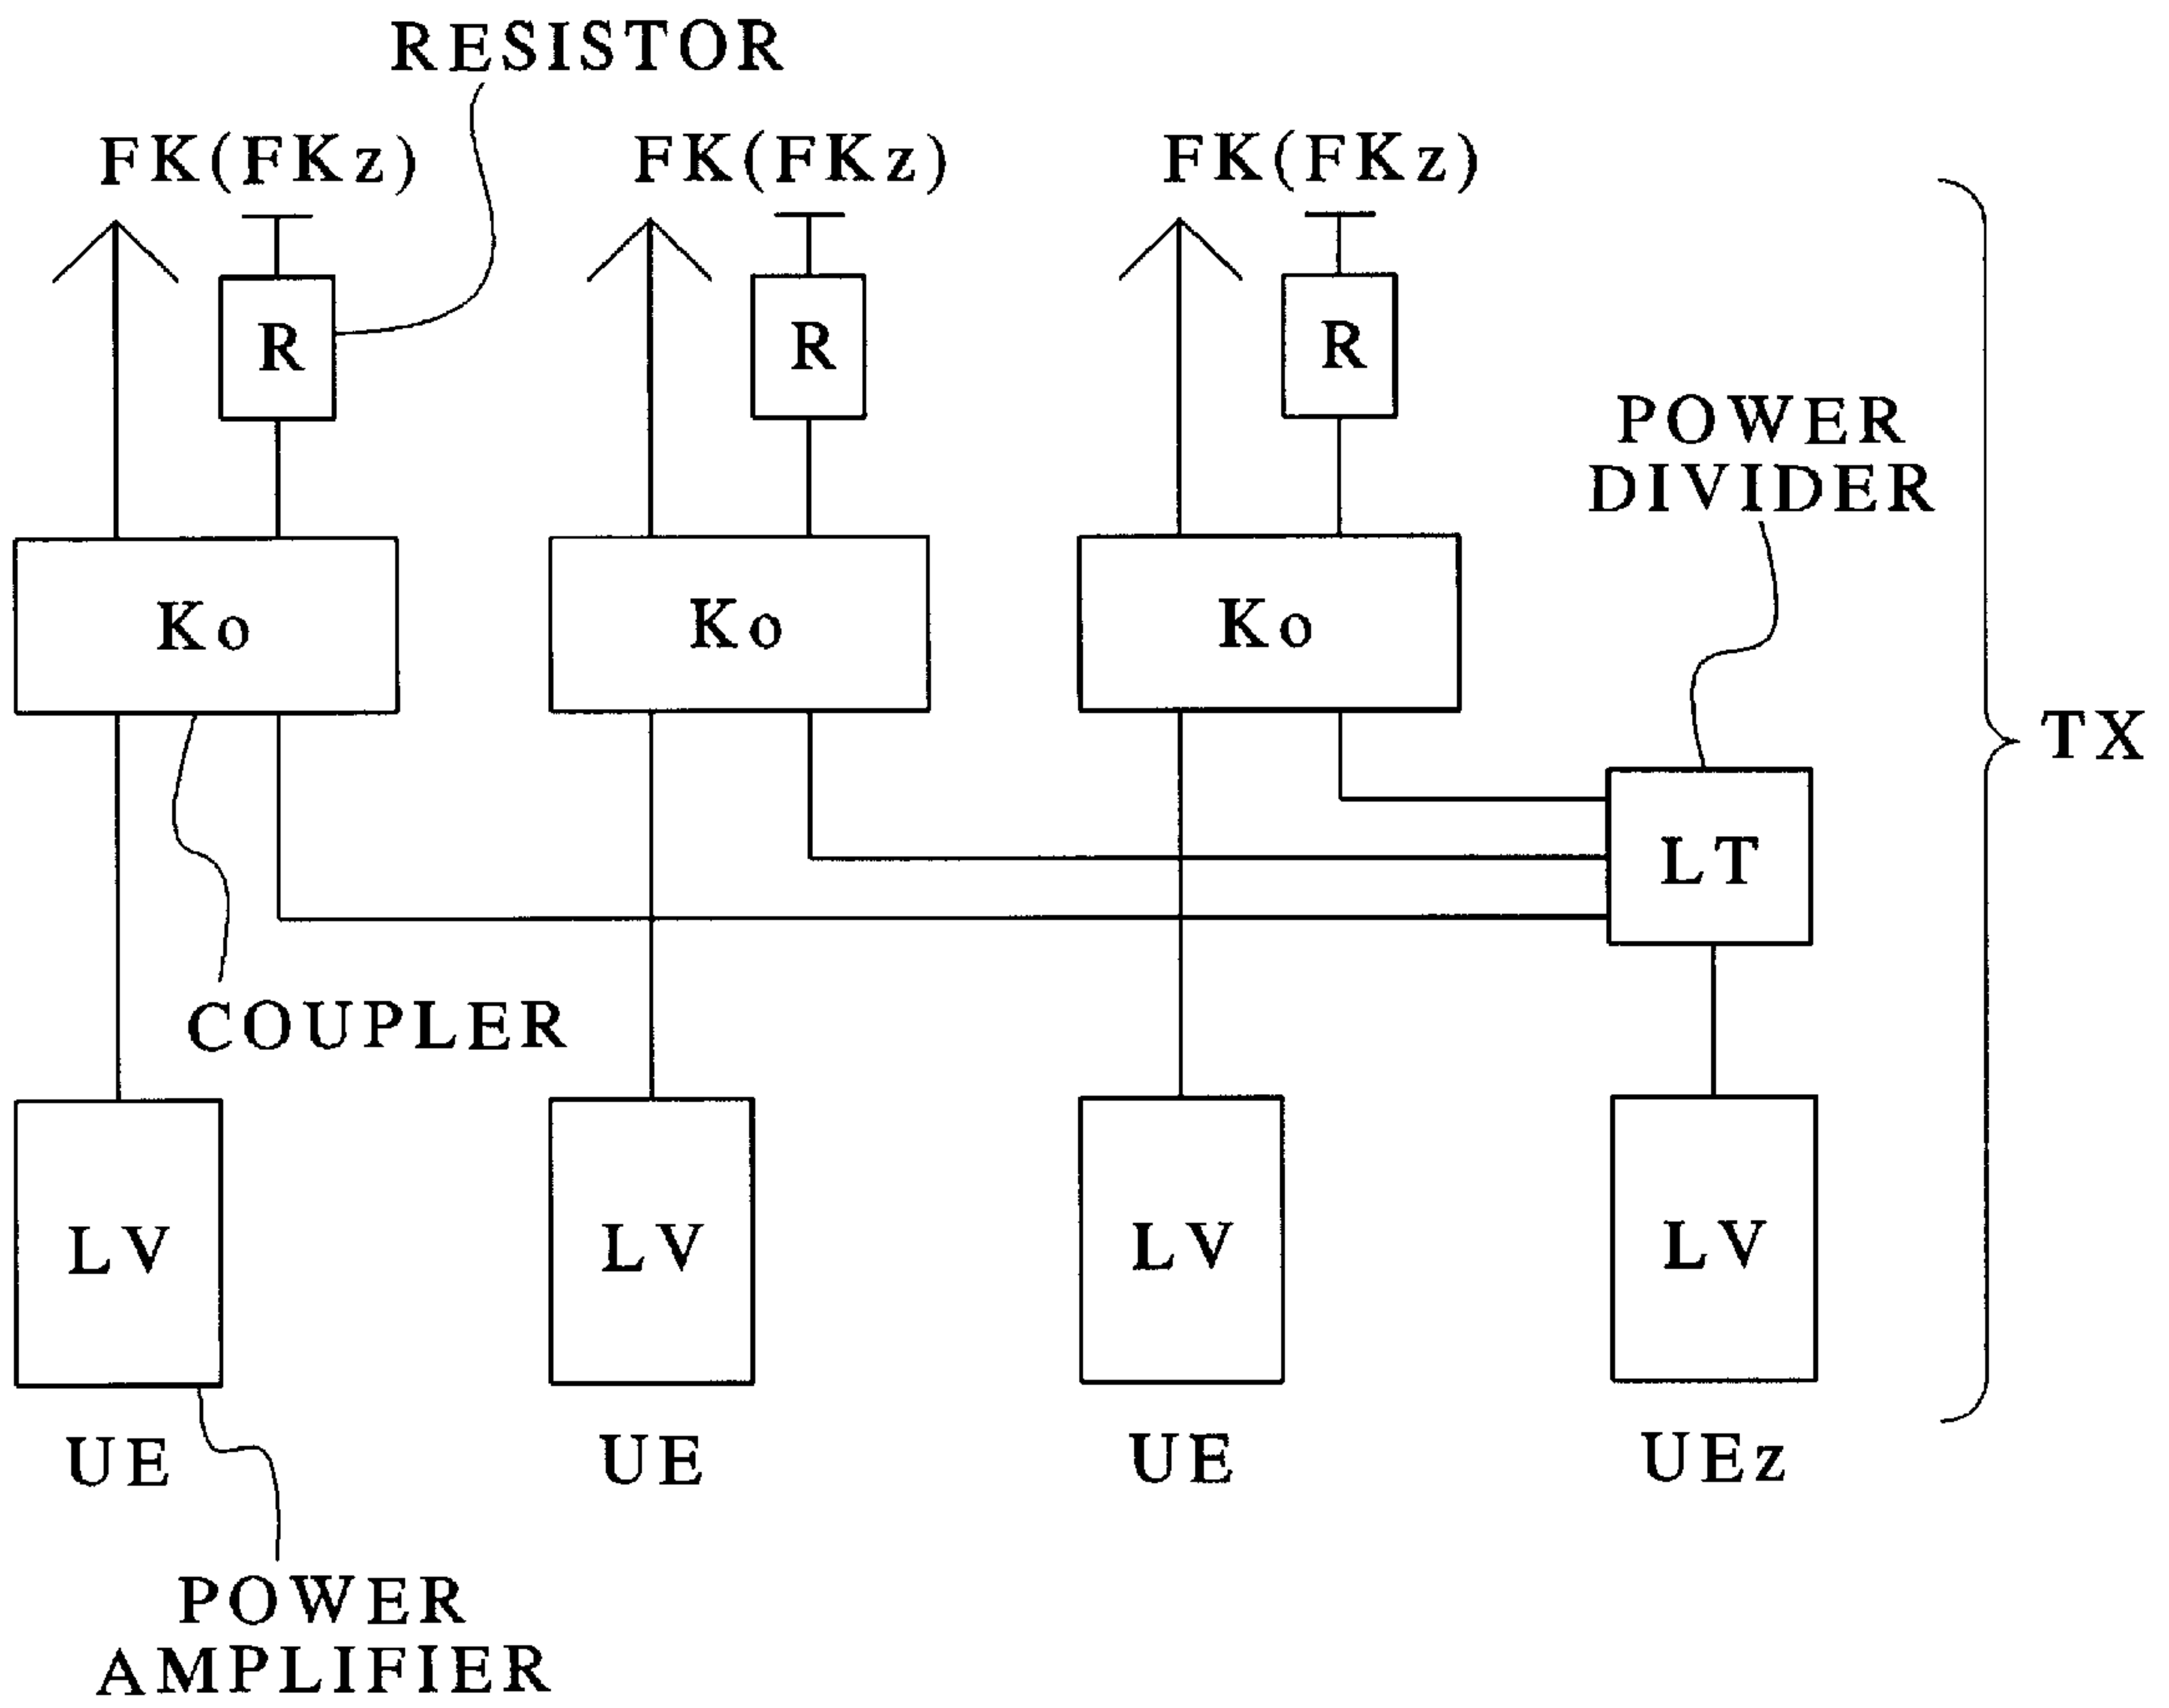 RESISTOR
FK(FKz)
FK(FKz)
FK(FKz)
R
R
R
POWER
DIVIDER
Ko
Ko
Ko
TX
LT
COUPLER
LV
LV
LV
LV
UE
UE
UE
UEz
POWER
AMPLIFIER